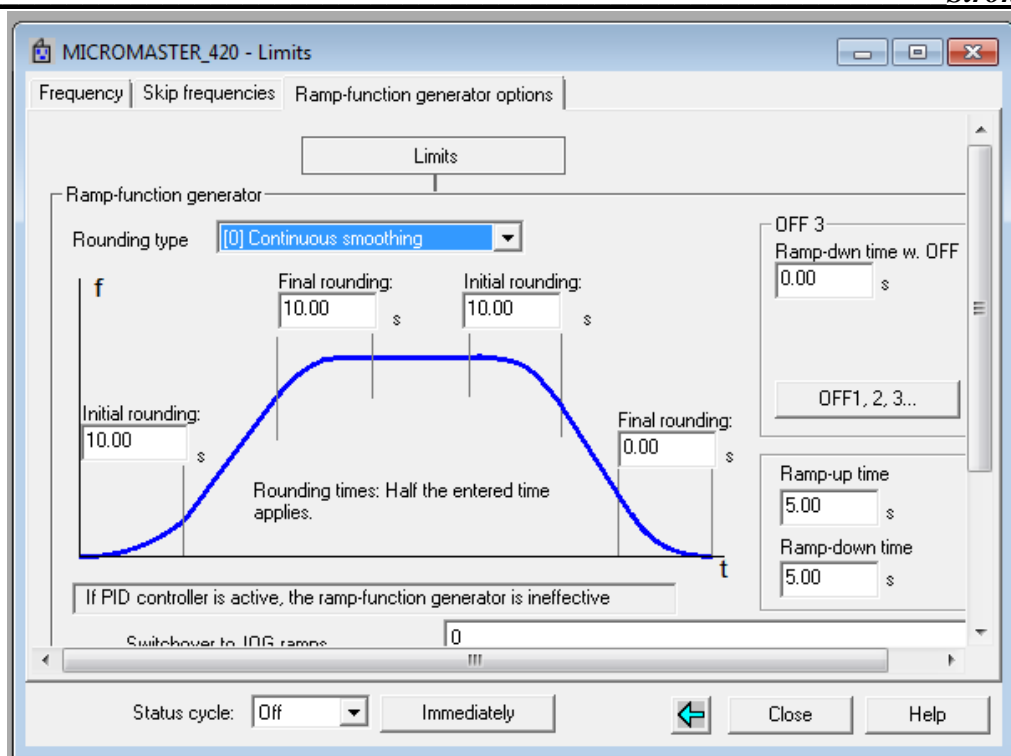 MICROMASTER_420 - Limits
Frequency Skip frequencies Ramp-function generator options
Limits
Ramp-function generator
Rounding type [0] Continuous smoothing
OFF 3
Ramp-dwn time w. OFF
0.00 s
f
Final rounding: Initial rounding:
10.00 s 10.00 s
OFF1, 2, 3...
Initial rounding:
10.00 s
Final rounding:
0.00 s
Rounding times: Half the entered time
applies.
Ramp-up time
5.00 s
Ramp-down time
5.00 s
t
If PID controller is active, the ramp-function generator is ineffective
Switchover to JOG ramps 0
Status cycle: Off Immediately Close Help